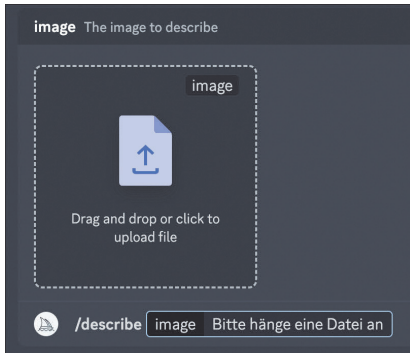 image The image to describe
image
Drag and drop or click to
upload file
/describe image Bitte hänge eine Datei an